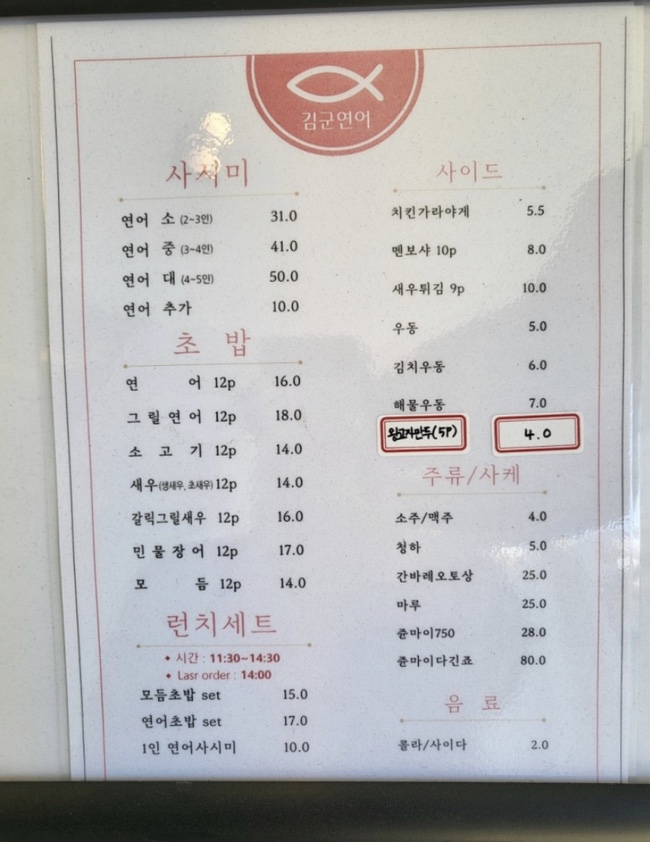 김군연어
사시미
연어 소 (2~3인) 31.0
연어 중 (3~4인) 41.0
연어 대 (4~5인) 50.0
연어 추가 10.0
초 밥
연 어 12p 16.0
그 릴 연 어 12p 18.0
소 고 기 12p 14.0
새우(생새우, 초새우) 12p 14.0
갈릭그릴새우 12p 16.0
민 물 장 어 12p 17.0
모 듬 12p 14.0
런치세트
시간 : 11:30~14:30
Lasr order : 14:00
모듬초밥 set 15.0
연어초밥 set 17.0
1인 연어사시미 10.0
사이드
치킨가라야게 5.5
멘보샤 10p 8.0
새우튀김 9p 10.0
우동 5.0
김치우동 6.0
해물우동 7.0
왕교자만두(5P) 4.0
주류/사케
소주/맥주 4.0
청하 5.0
간바레오토상 25.0
마루 25.0
쥰마이750 28.0
쥰마이다긴죠 80.0
음 료
콜라/사이다 2.0